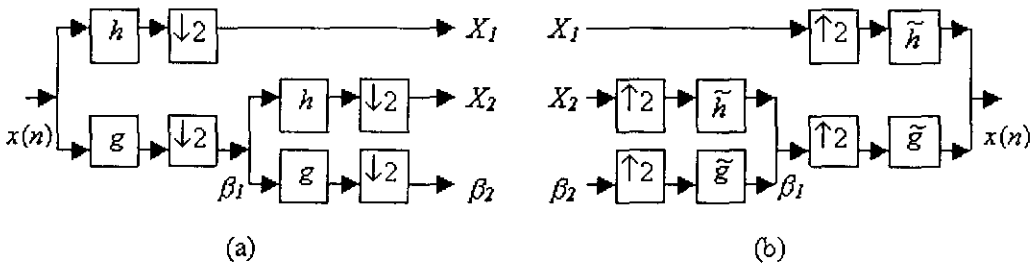 h ↓2 X₁
x(n) g ↓2 β₁ h ↓2 X₂
g ↓2 β₂
(a)
X₁ ↑2 h̃
X₂ ↑2 h̃ β₁ ↑2 g̃ x(n)
β₂ ↑2 g̃
(b)